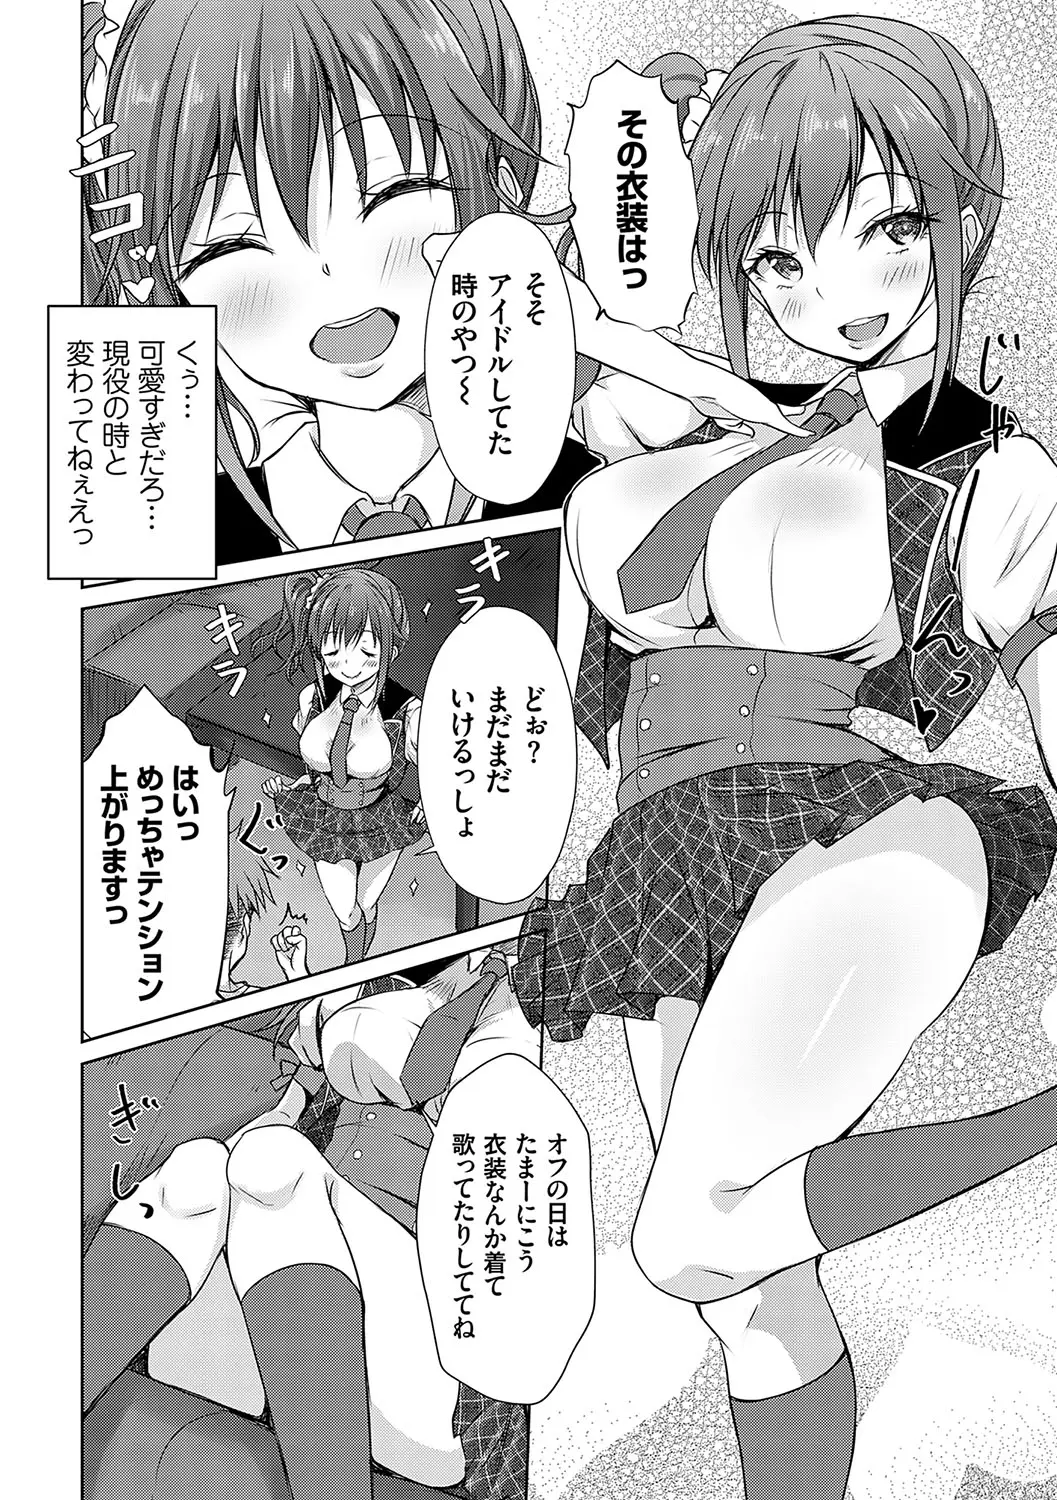 その衣装はっ
じゃ
〜んっ
そそ
アイドルしてた
時のやつ〜
ニコ
くぅ…
可愛すぎだろ…
現役の時と
変わってねぇえっ
キラ
キラ
どぉ?
まだまだ
いけるっしょ
ぐっ
はいっ
めっちゃテンション
上がりますっ
オフの日は
たまーにこう
衣装なんか着て
歌ってたりしててね
ぎしっ